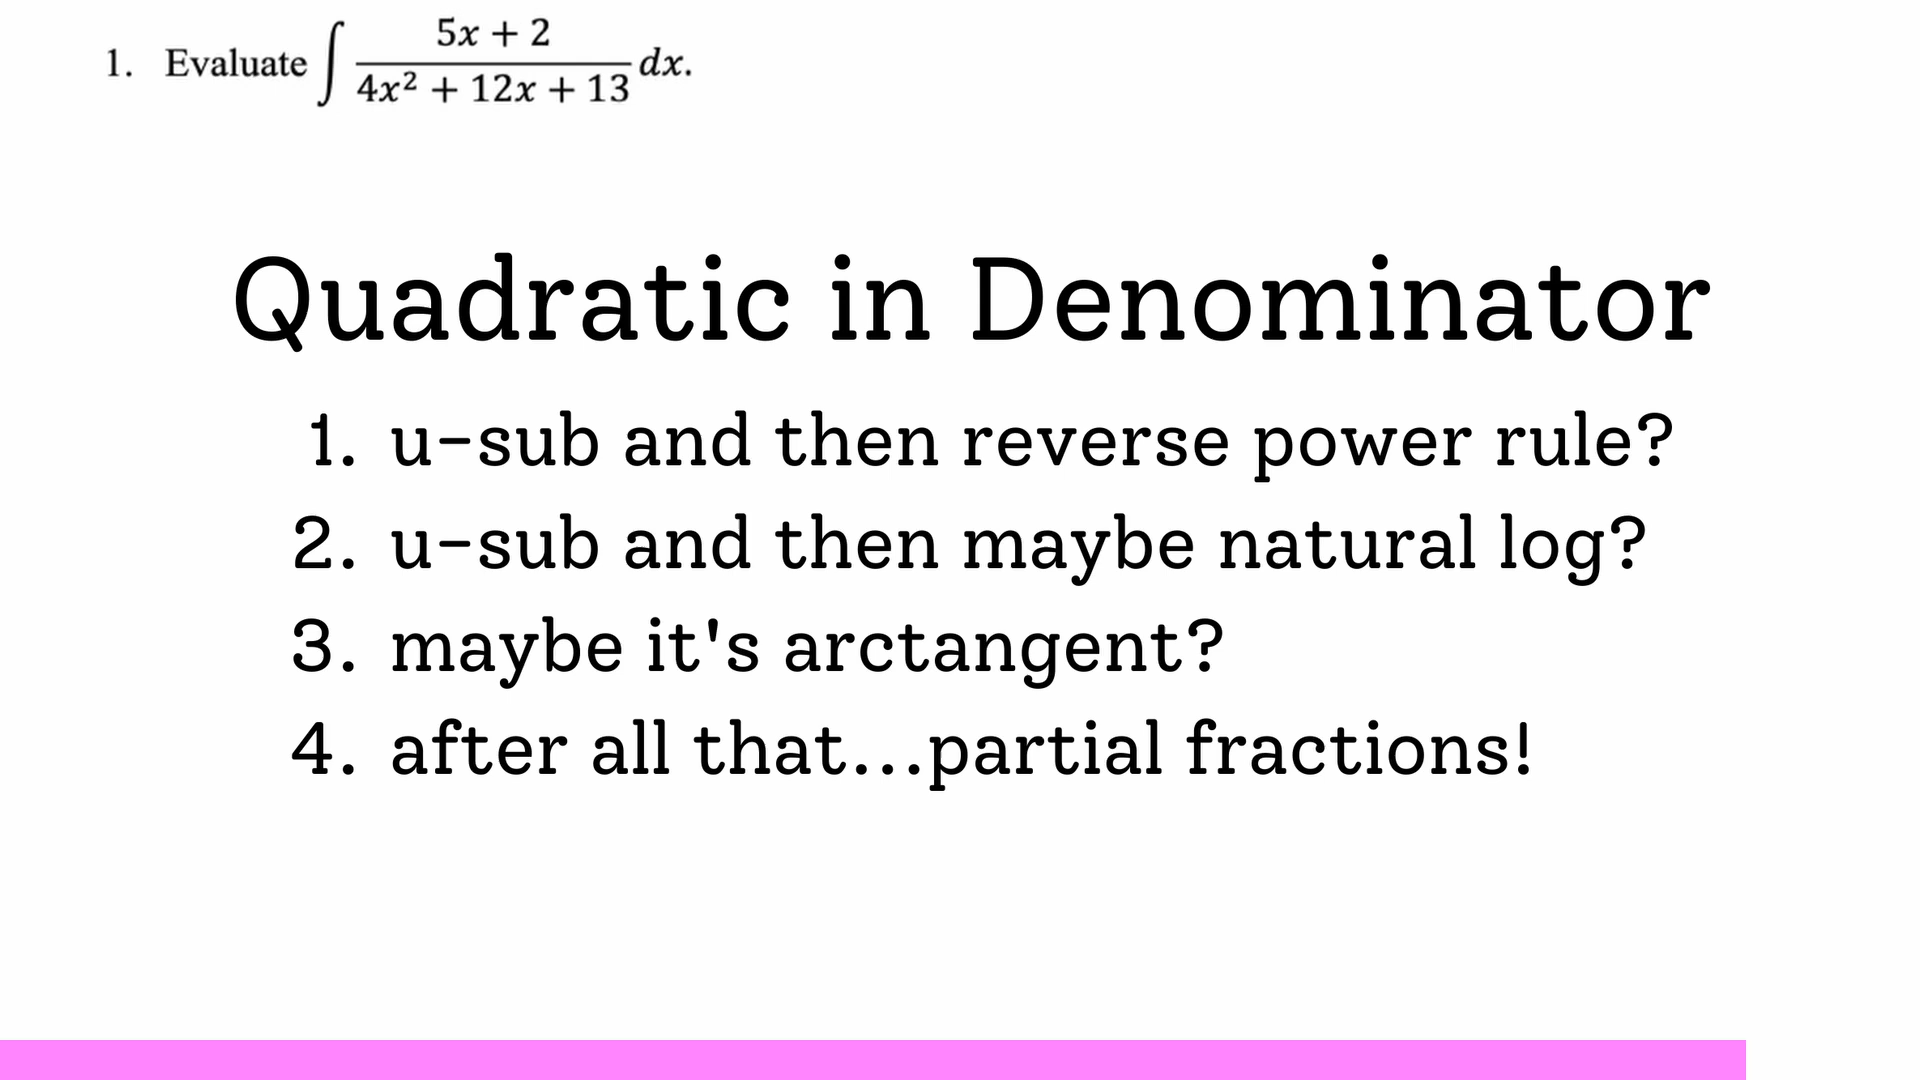 1. Evaluate ∫ (5x + 2)/(4x² + 12x + 13) dx.
Quadratic in Denominator
1. u-sub and then reverse power rule?
2. u-sub and then maybe natural log?
3. maybe it's arctangent?
4. after all that...partial fractions!